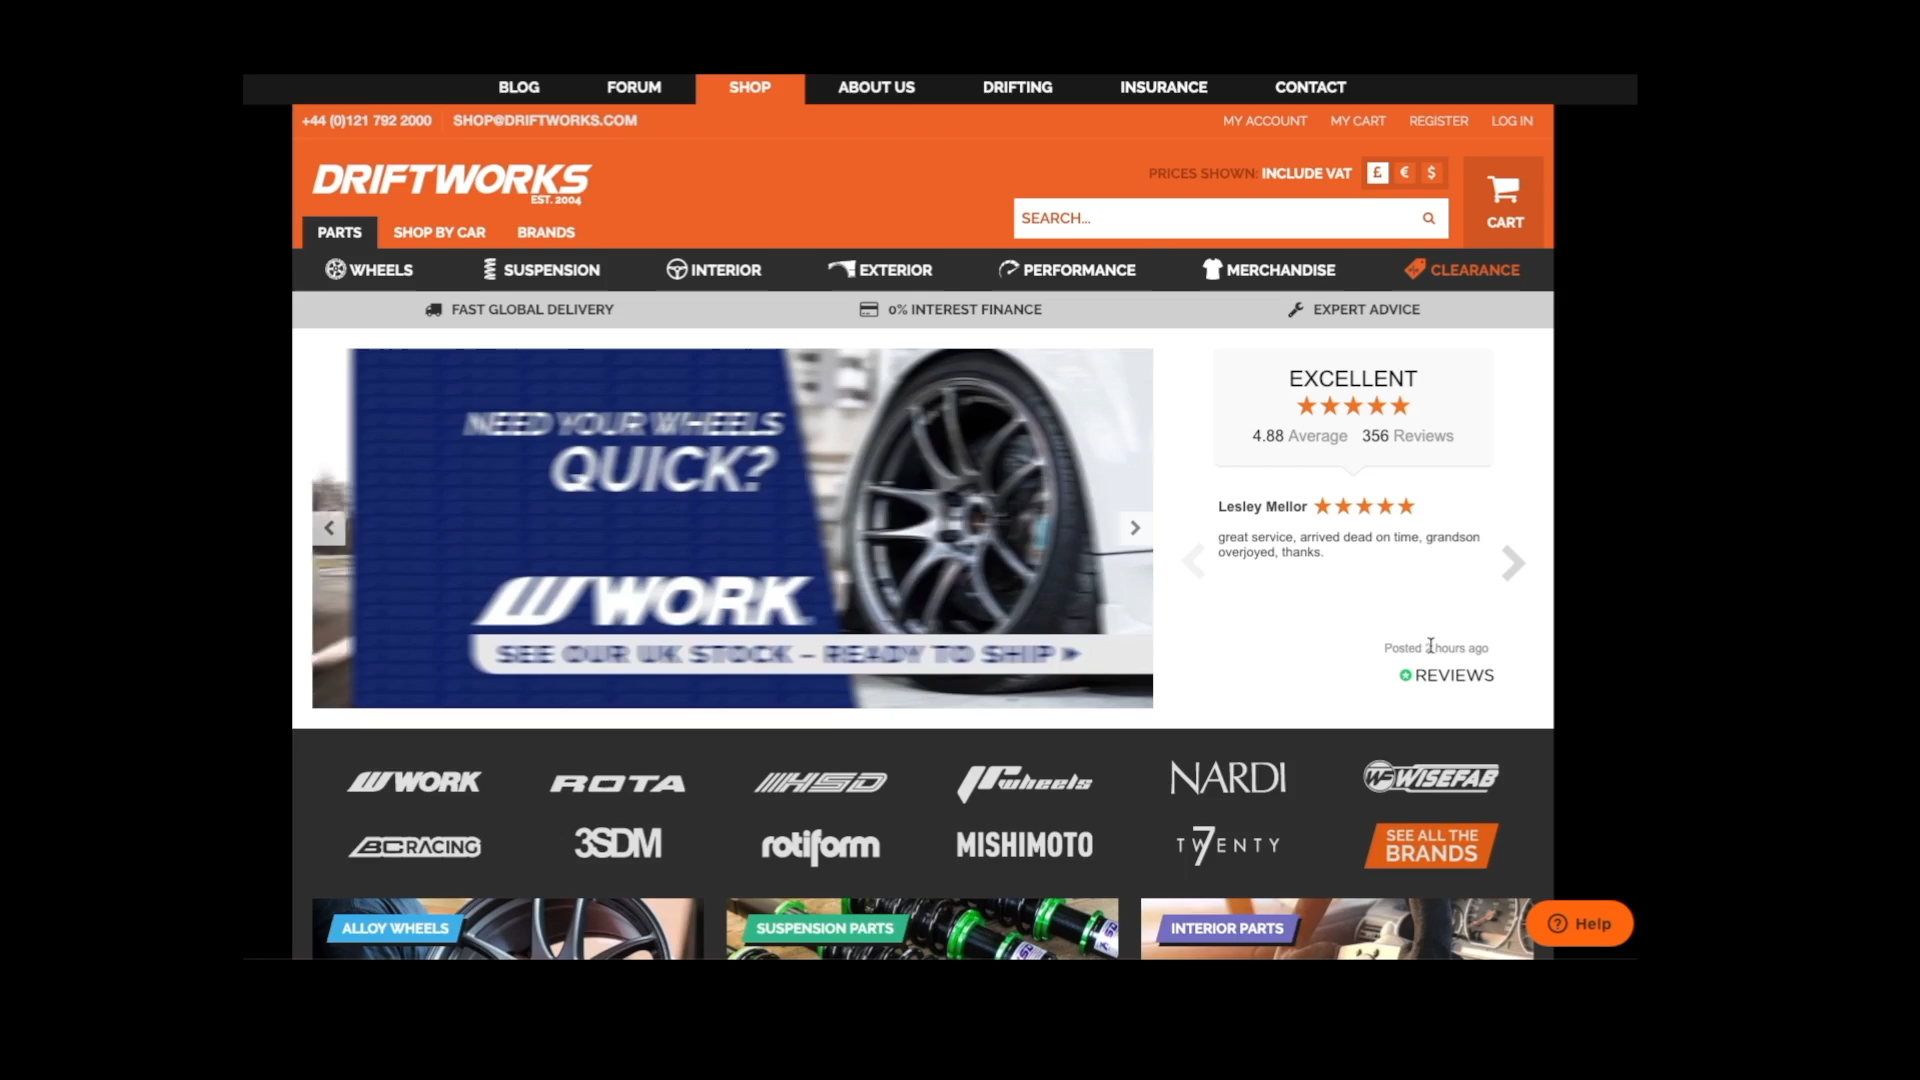 BLOG FORUM SHOP ABOUT US DRIFTING INSURANCE CONTACT
+44 (0)121 792 2000 SHOP@DRIFTWORKS.COM MY ACCOUNT MY CART REGISTER LOG IN
DRIFTWORKS
EST. 2004
PRICES SHOWN: INCLUDE VAT £ € $
SEARCH...
CART
PARTS SHOP BY CAR BRANDS
WHEELS SUSPENSION INTERIOR EXTERIOR PERFORMANCE MERCHANDISE CLEARANCE
FAST GLOBAL DELIVERY 0% INTEREST FINANCE EXPERT ADVICE
NEED YOUR WHEELS
QUICK?
WORK
SEE OUR UK STOCK - READY TO SHIP
EXCELLENT
4.88 Average 356 Reviews
Lesley Mellor
great service, arrived dead on time, grandson
overjoyed, thanks.
Posted hours ago
REVIEWS
WORK ROTA HSD JR wheels NARDI WISEFAB
BC RACING 3SDM rotiform MISHIMOTO 7TWENTY SEE ALL THE
BRANDS
ALLOY WHEELS SUSPENSION PARTS INTERIOR PARTS
Help